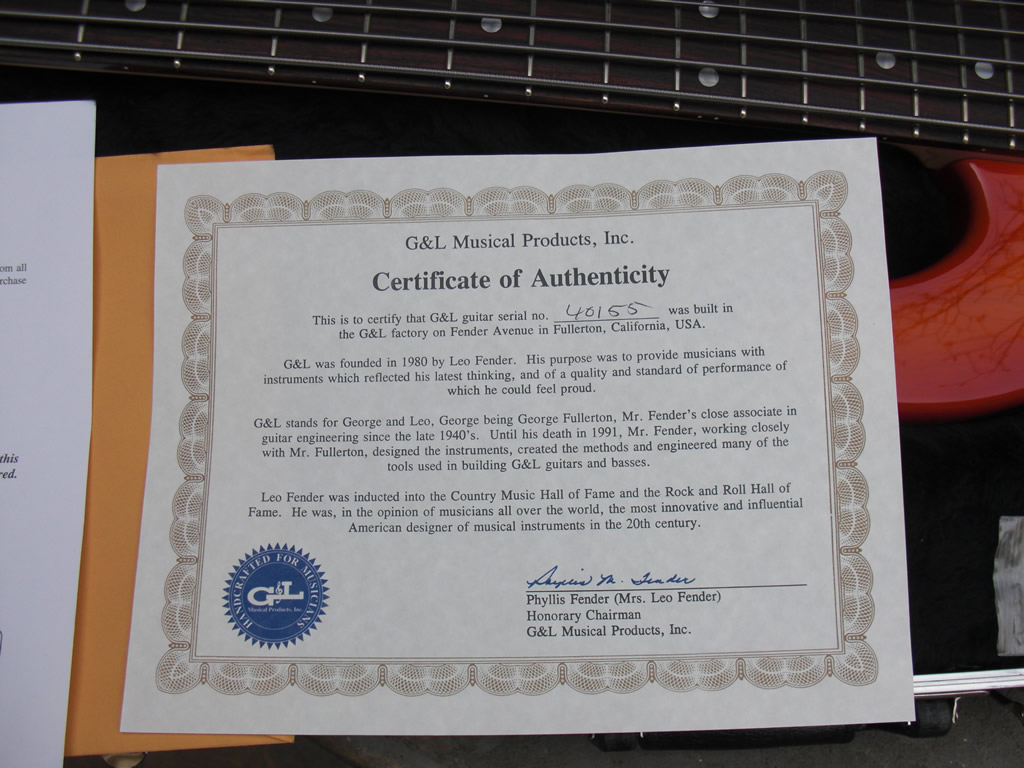 om all
rchase
this
red.
G&L Musical Products, Inc.
Certificate of Authenticity
This is to certify that G&L guitar serial no. 40155 was built in
the G&L factory on Fender Avenue in Fullerton, California, USA.
G&L was founded in 1980 by Leo Fender. His purpose was to provide musicians with
instruments which reflected his latest thinking, and of a quality and standard of performance of
which he could feel proud.
G&L stands for George and Leo, George being George Fullerton, Mr. Fender's close associate in
guitar engineering since the late 1940's. Until his death in 1991, Mr. Fender, working closely
with Mr. Fullerton, designed the instruments, created the methods and engineered many of the
tools used in building G&L guitars and basses.
Leo Fender was inducted into the Country Music Hall of Fame and the Rock and Roll Hall of
Fame. He was, in the opinion of musicians all over the world, the most innovative and influential
American designer of musical instruments in the 20th century.
HANDCRAFTED FOR MUSICIANS
G&L
Musical Products, Inc.
Phyllis M. Fender
Phyllis Fender (Mrs. Leo Fender)
Honorary Chairman
G&L Musical Products, Inc.